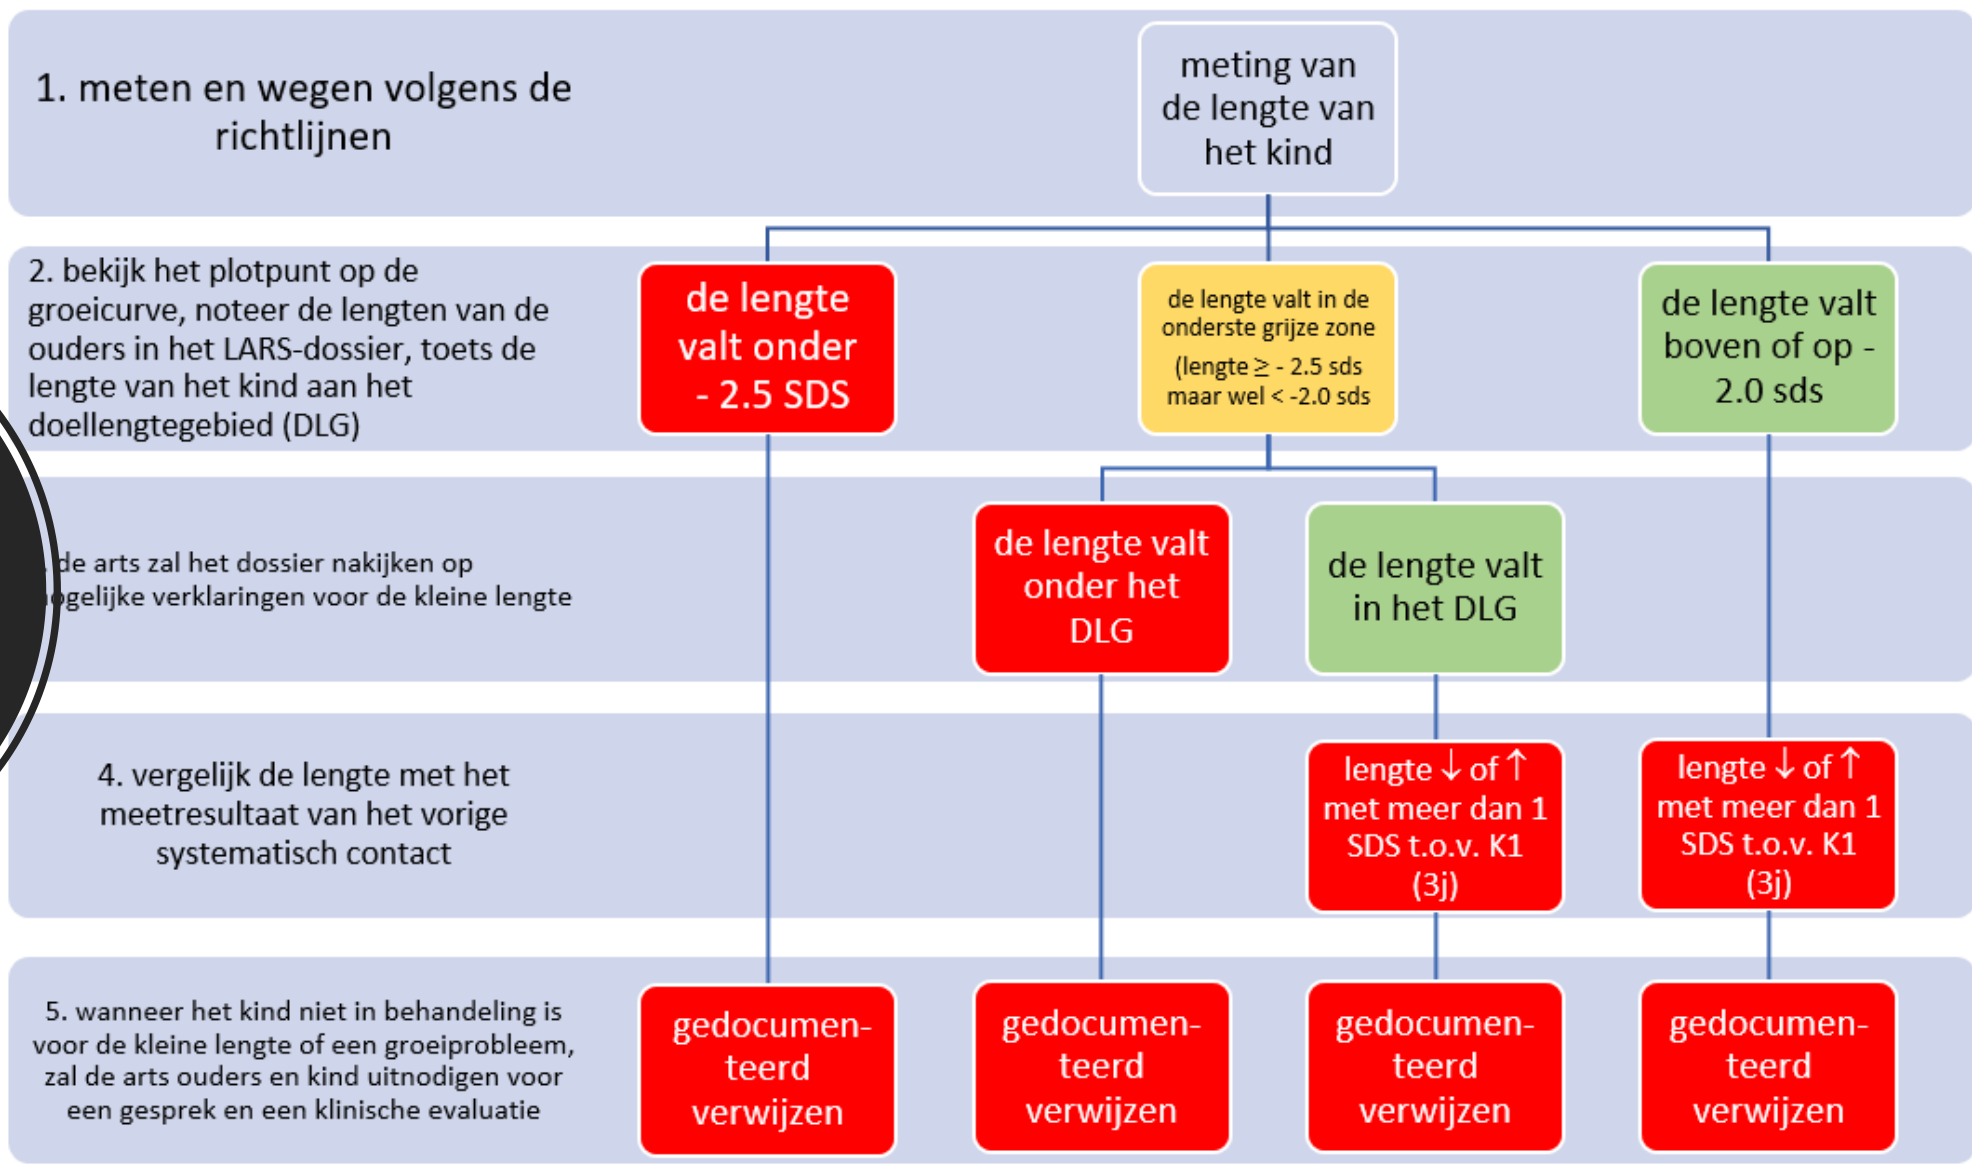 1. meten en wegen volgens de
richtlijnen
meting van
de lengte van
het kind
2. bekijk het plotpunt op de
groeicurve, noteer de lengten van de
ouders in het LARS-dossier, toets de
lengte van het kind aan het
doellengtegebied (DLG)
de lengte
valt onder
- 2.5 SDS
de lengte valt in de
onderste grijze zone
(lengte ≥ - 2.5 sds
maar wel < -2.0 sds
de lengte valt
boven of op -
2.0 sds
de arts zal het dossier nakijken op
verklaringen voor de kleine lengte
de lengte valt
onder het
DLG
de lengte valt
in het DLG
4. vergelijk de lengte met het
meetresultaat van het vorige
systematisch contact
lengte ↓ of ↑
met meer dan 1
SDS t.o.v. K1
(3j)
lengte ↓ of ↑
met meer dan 1
SDS t.o.v. K1
(3j)
5. wanneer het kind niet in behandeling is
voor de kleine lengte of een groeiprobleem,
zal de arts ouders en kind uitnodigen voor
een gesprek en een klinische evaluatie
gedocumen-
teerd
verwijzen
gedocumen-
teerd
verwijzen
gedocumen-
teerd
verwijzen
gedocumen-
teerd
verwijzen